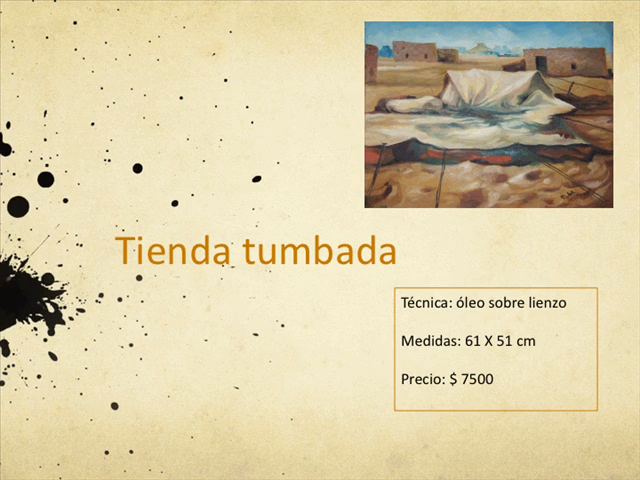 Tienda tumbada
Técnica: óleo sobre lienzo
Medidas: 61 X 51 cm
Precio: $ 7500